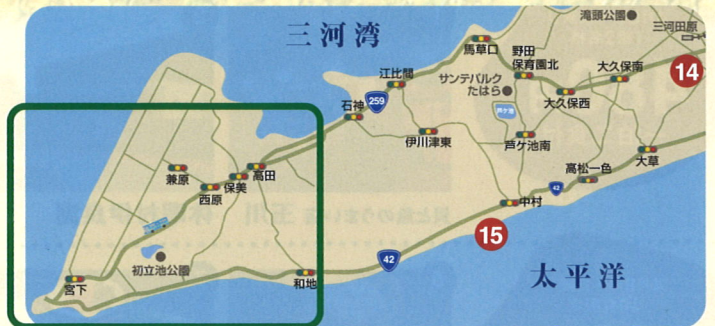 三河湾
滝頭公園
三河田原
馬草口
野田
保育園北
大久保南
14
江比間
サンテパルク
たはら
259
芦ケ池
大久保西
石神
伊川津東
芦ケ池南
大草
高田
高松一色
兼原
保美
西原
42
中村
15
初立池公園
宮下
和地
42
太平洋